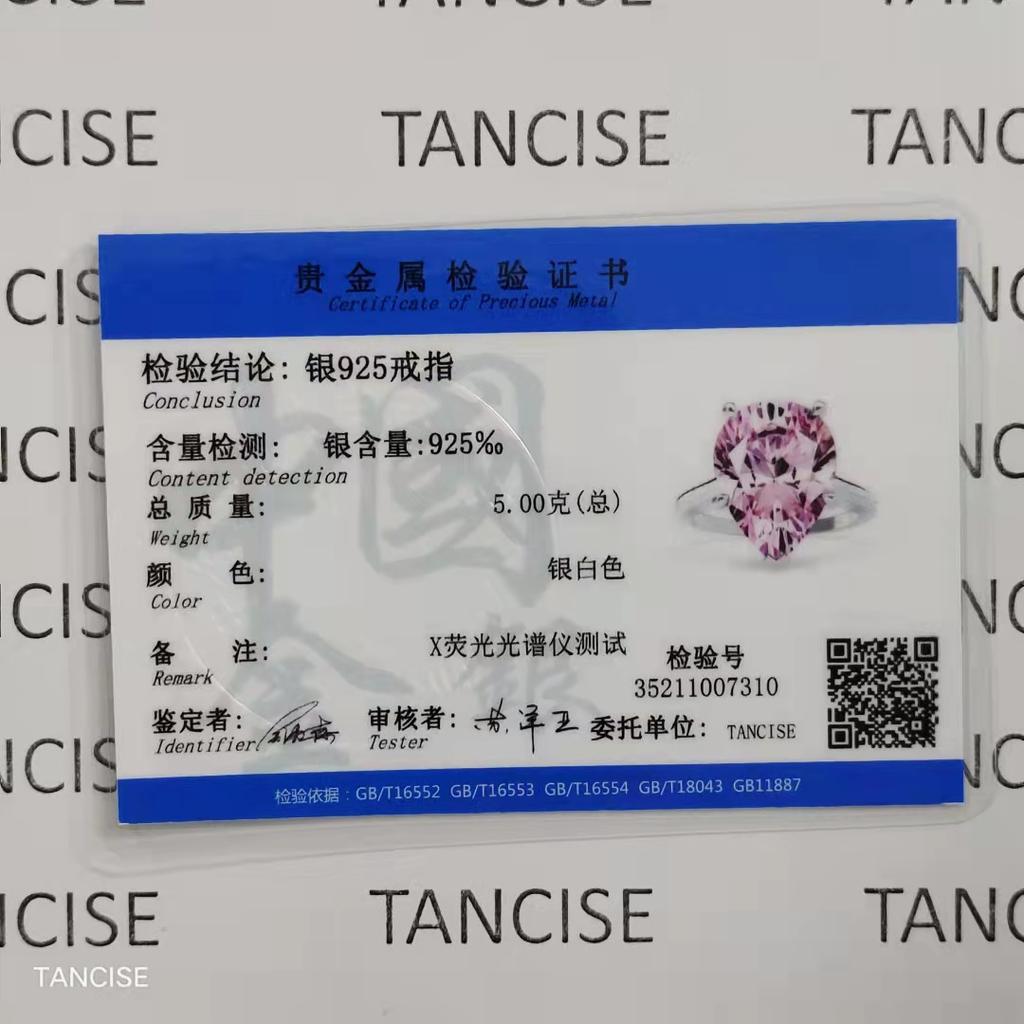 TANCISE
TANCISE
TANCISE
贵金属检验证书
Certificate of Precious Metal
检验结论: 银925戒指
Conclusion
含量检测: 银含量:925‰
Content detection
总质量: 5.00克(总)
Weight
颜色: 银白色
Color
备注: X荧光光谱仪测试
Remark
检验号
35211007310
鉴定者: 审核者: 委托单位: TANCISE
Identifier Tester
检验依据：GB/T16552 GB/T16553 GB/T16554 GB/T18043 GB11887
TANCISE
TANCISE